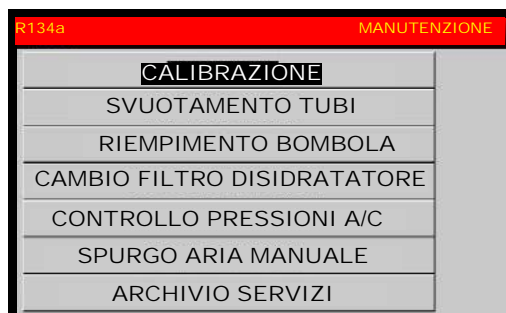 R134a MANUTENZIONE
CALIBRAZIONE
SVUOTAMENTO TUBI
RIEMPIMENTO BOMBOLA
CAMBIO FILTRO DISIDRATATORE
CONTROLLO PRESSIONI A/C
SPURGO ARIA MANUALE
ARCHIVIO SERVIZI